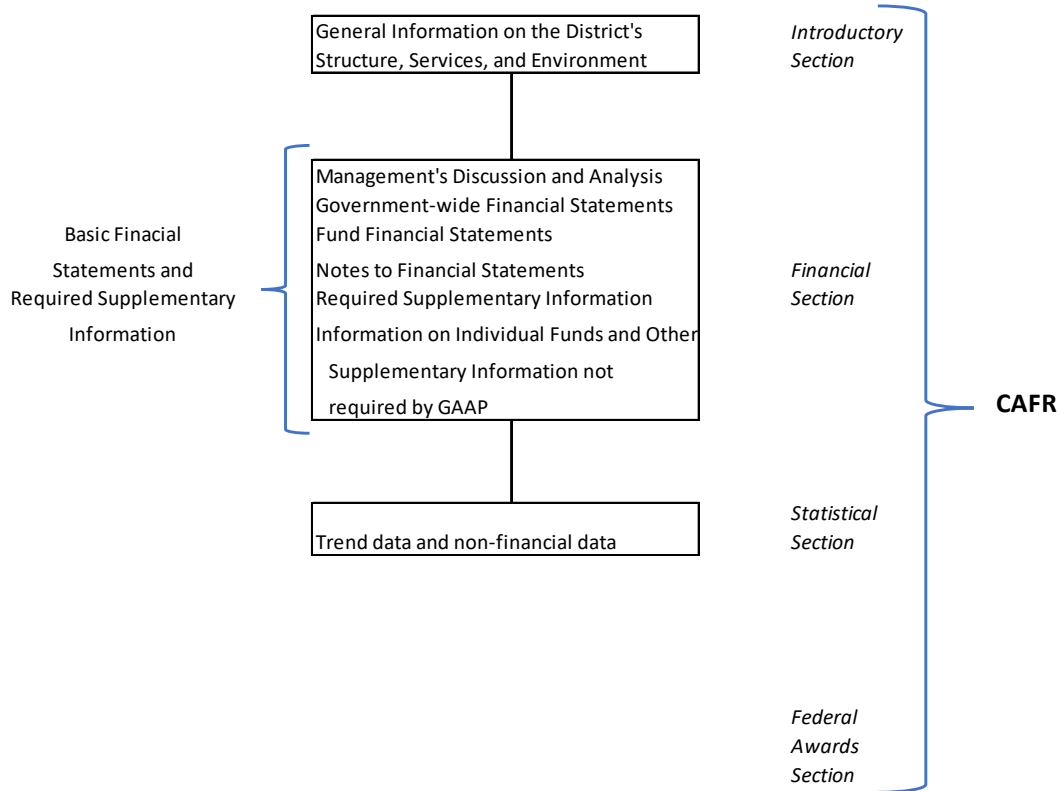 General Information on the District's
Structure, Services, and Environment
Introductory
Section
Management's Discussion and Analysis
Government-wide Financial Statements
Fund Financial Statements
Notes to Financial Statements
Required Supplementary Information
Information on Individual Funds and Other
Supplementary Information not
required by GAAP
Basic Finacial
Statements and
Required Supplementary
Information
Financial
Section
CAFR
Trend data and non-financial data
Statistical
Section
Federal
Awards
Section